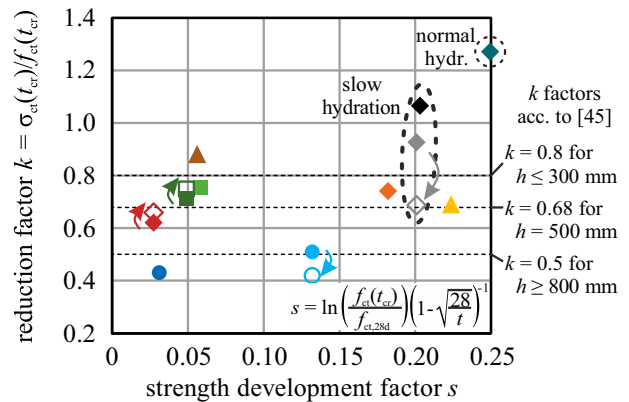 reduction factor k = σct(tcr)/fct(tcr)
1.4
1.2
1.0
0.8
0.6
0.4
0.2
0
0.05
0.10
0.15
0.20
0.25
strength development factor s
normal
hydr.
slow
hydration
k factors
acc. to [45]
k = 0.8 for
h ≤ 300 mm
k = 0.68 for
h = 500 mm
k = 0.5 for
h ≥ 800 mm
s = ln(fct(tcr)/fct,28d)(1-√28/t)-1